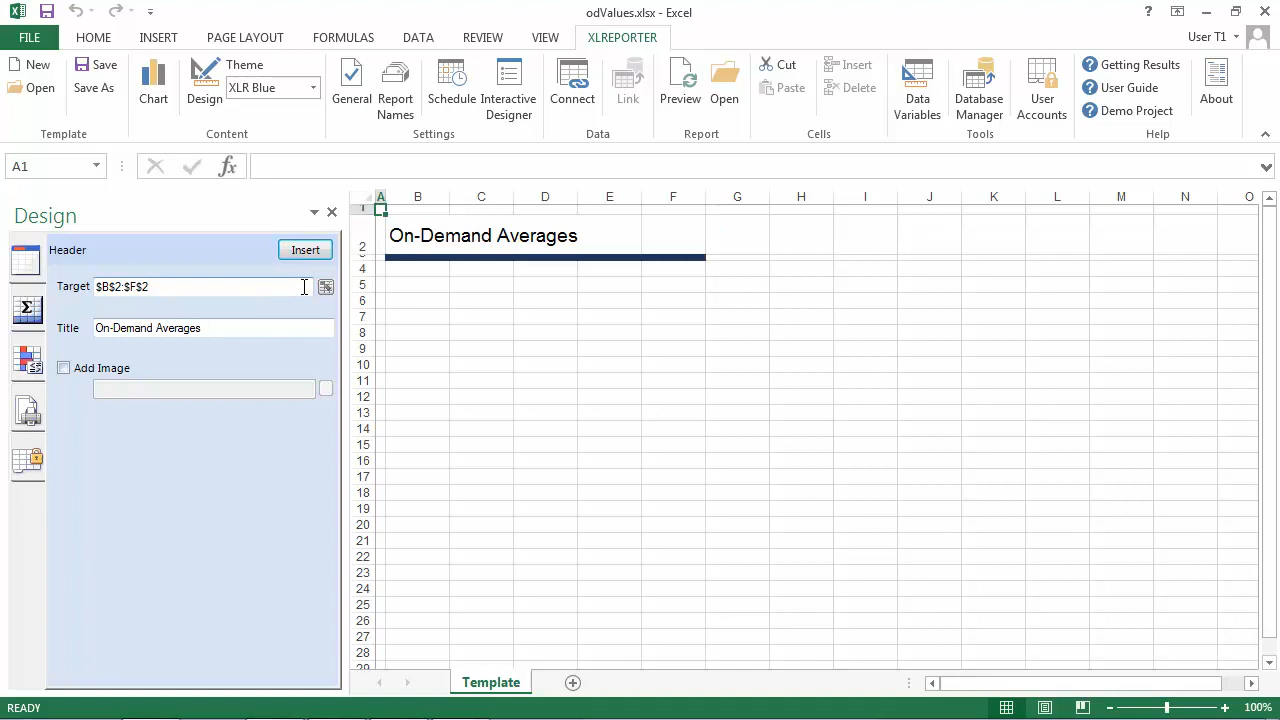 odValues.xlsx - Excel
FILE HOME INSERT PAGE LAYOUT FORMULAS DATA REVIEW VIEW XLREPORTER User T1
New Save Theme Cut Insert Getting Results
Open Save As Chart Design XLR Blue General Report Names Schedule Interactive Designer Connect Link Preview Open Paste Delete Data Variables Database Manager User Accounts User Guide About
Demo Project
Template Content Settings Data Report Cells Tools Help
A1 fx
Design
A B C D E F G H I J K L M N O
1
Header Insert
On-Demand Averages
2
Target $B$2:$F$2
Title On-Demand Averages
Add Image
4
5
6
7
8
9
10
11
12
13
14
15
16
17
18
19
20
21
22
23
24
25
26
27
28
29
Template
READY 100%